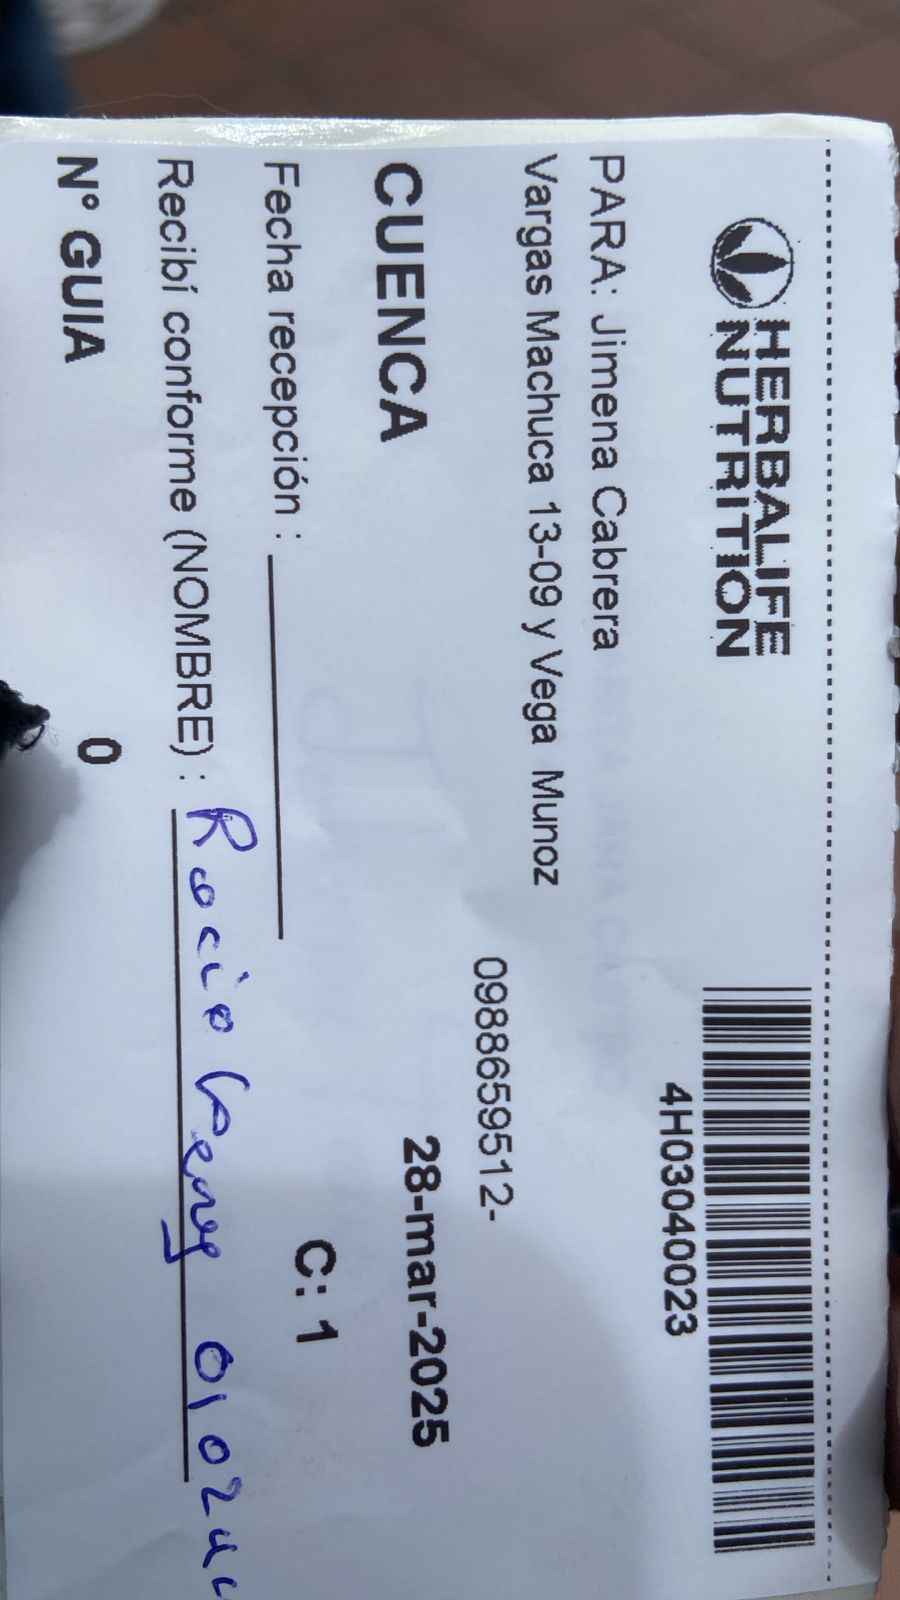 HERBALIFE
NUTRITION
4H03040023
PARA: Jimena Cabrera
Vargas Machuca 13-09 y Vega Munoz
0988659512-
CUENCA
28-mar-2025
Fecha recepción :
C: 1
Recibí conforme (NOMBRE) : Rocio 01024
N° GUIA 0